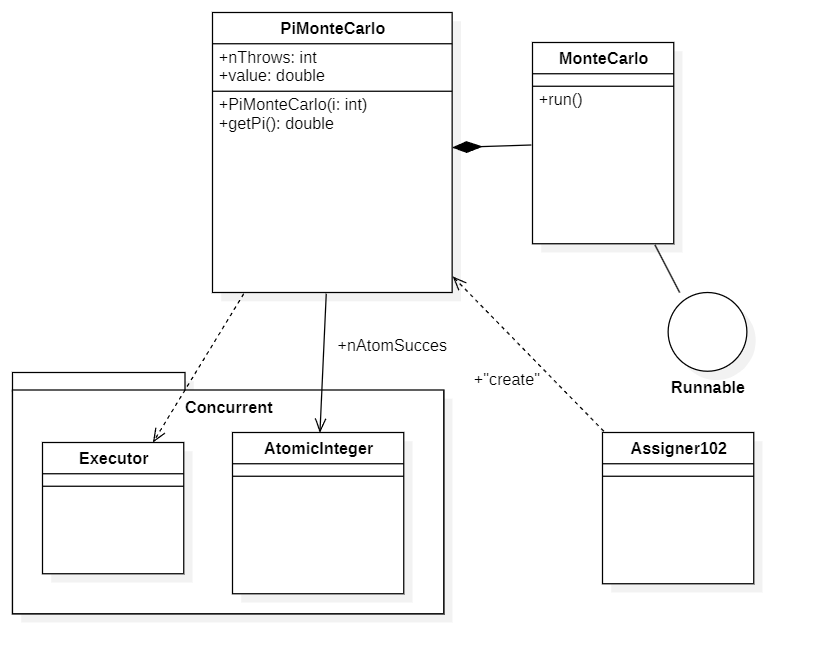 PiMonteCarlo
+nThrows: int
+value: double
+PiMonteCarlo(i: int)
+getPi(): double
MonteCarlo
+run()
+nAtomSucces
+"create"
Runnable
Concurrent
Executor
AtomicInteger
Assigner102